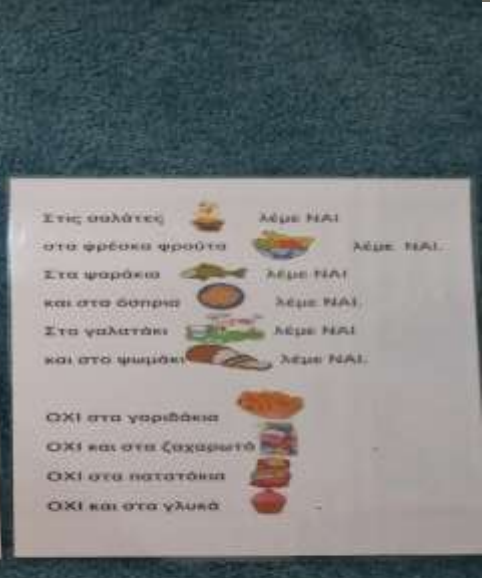 Στις σαλάτες λέμε ΝΑΙ
στα φρέσκα φρούτα λέμε ΝΑΙ.
Στα ψαράκια λέμε ΝΑΙ
και στα όσπρια λέμε ΝΑΙ.
Στο γαλατάκι λέμε ΝΑΙ
και στο ψωμάκι λέμε ΝΑΙ.
ΟΧΙ στα γαριδάκια
ΟΧΙ και στα ζαχαρωτά
ΟΧΙ στα πατατάκια
ΟΧΙ και στα γλυκά